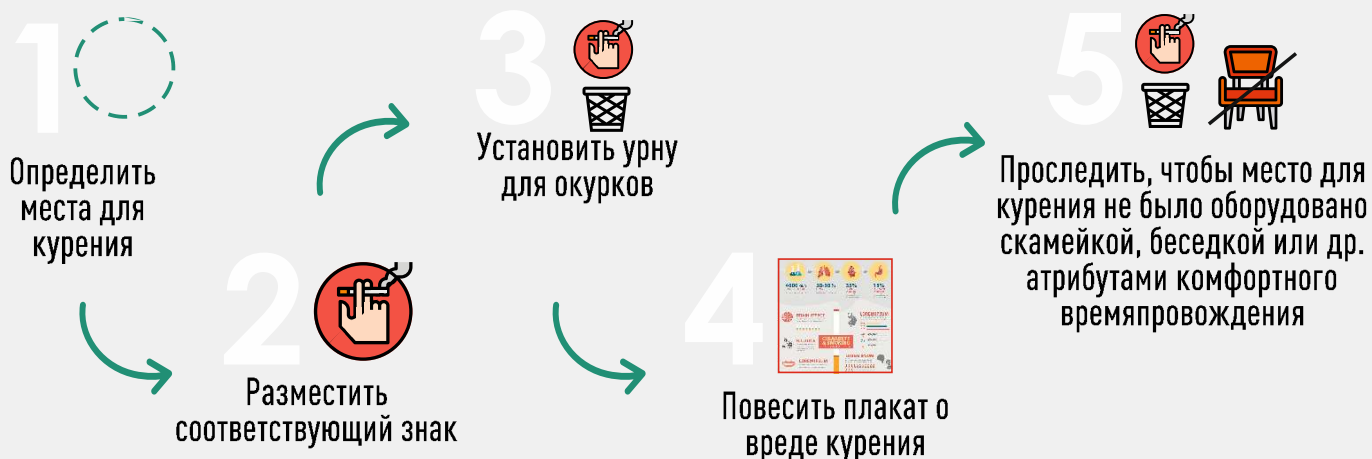 1
Определить
места для
курения
2
Разместить
соответствующий знак
3
Установить урну
для окурков
4
Повесить плакат о
вреде курения
5
Проследить, чтобы место для
курения не было оборудовано
скамейкой, беседкой или др.
атрибутами комфортного
времяпровождения